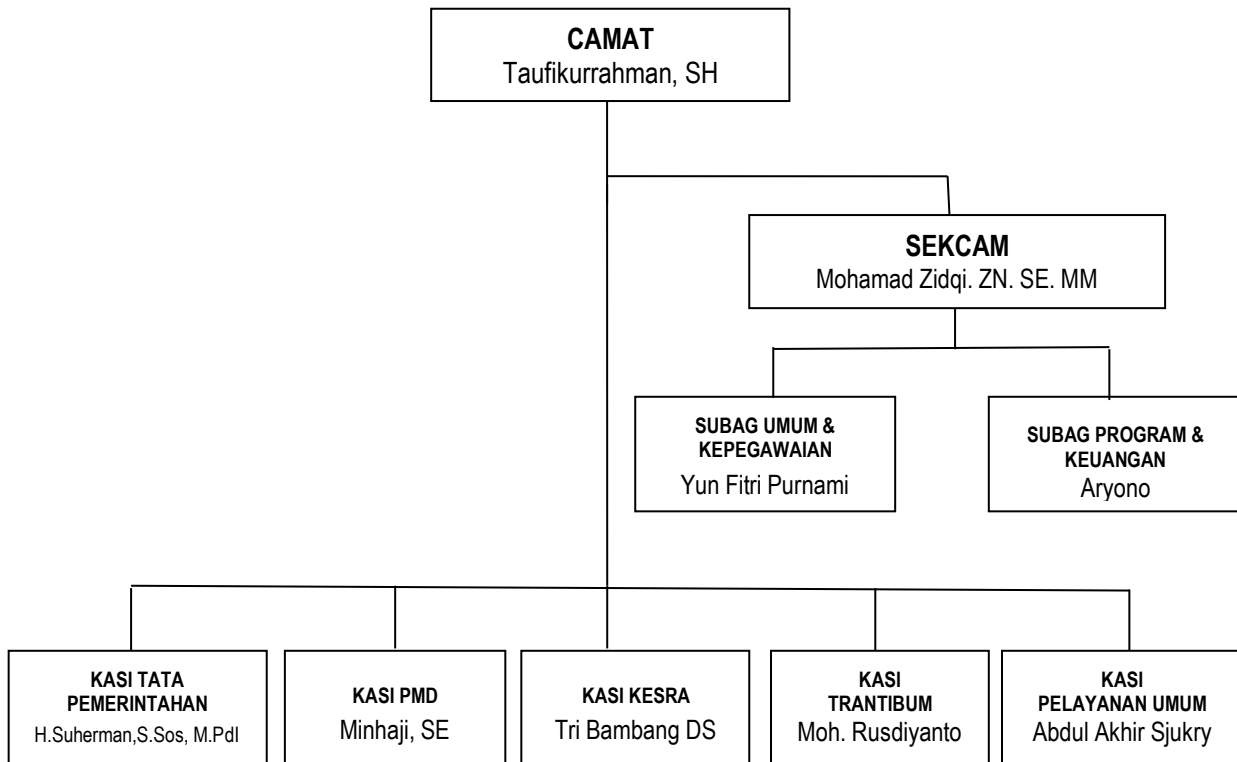 CAMAT
Taufikurrahman, SH
SEKCAM
Mohamad Zidqi. ZN. SE. MM
SUBAG UMUM &
KEPEGAWAIAN
Yun Fitri Purnami
SUBAG PROGRAM &
KEUANGAN
Aryono
KASI TATA
PEMERINTAHAN
H.Suherman,S.Sos, M.PdI
KASI PMD
Minhaji, SE
KASI KESRA
Tri Bambang DS
KASI
TRANTIBUM
Moh. Rusdiyanto
KASI
PELAYANAN UMUM
Abdul Akhir Sjukry